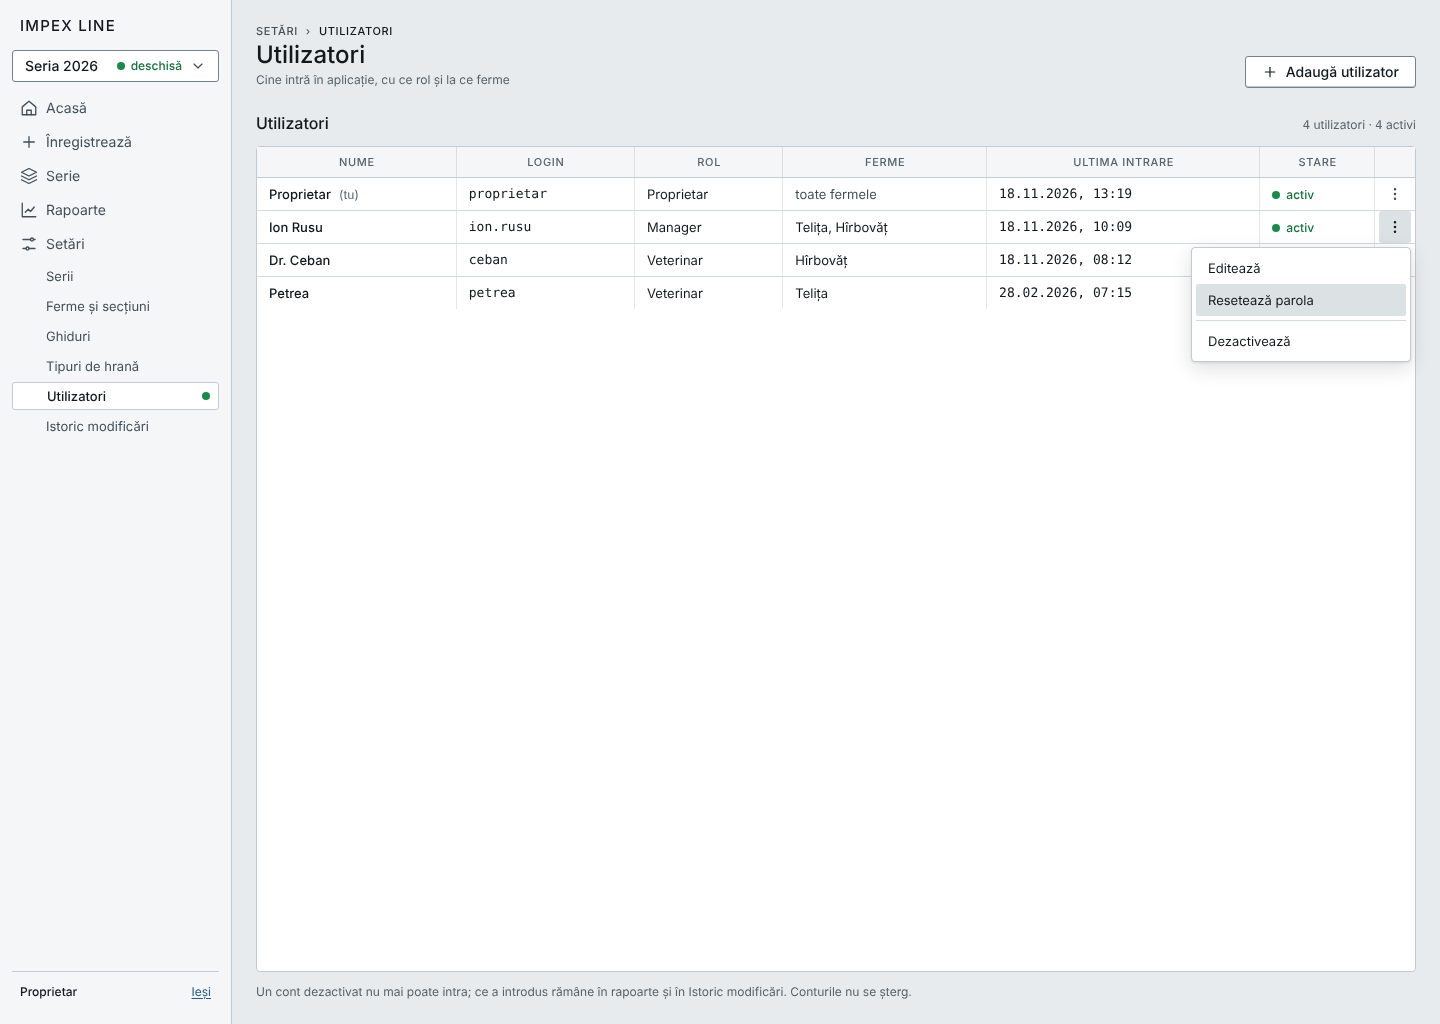 IMPEX LINE
Seria 2026 deschisă
Acasă
Înregistrează
Serie
Rapoarte
Setări
Serii
Ferme și secțiuni
Ghiduri
Tipuri de hrană
Utilizatori
Istoric modificări
Proprietar Ieși
SETĂRI › UTILIZATORI
Utilizatori
Cine intră în aplicație, cu ce rol și la ce ferme
Adaugă utilizator
Utilizatori
4 utilizatori · 4 activi
NUME LOGIN ROL FERME ULTIMA INTRARE STARE
Proprietar (tu) proprietar Proprietar toate fermele 18.11.2026, 13:19 activ
Ion Rusu ion.rusu Manager Telița, Hîrbovăț 18.11.2026, 10:09 activ
Dr. Ceban ceban Veterinar Hîrbovăț 18.11.2026, 08:12
Petrea petrea Veterinar Telița 28.02.2026, 07:15
Editează
Resetează parola
Dezactivează
Un cont dezactivat nu mai poate intra; ce a introdus rămâne în rapoarte și în Istoric modificări. Conturile nu se șterg.